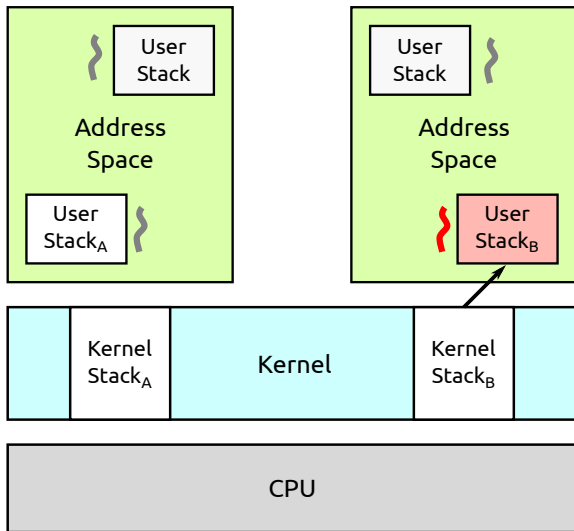 User
Stack
Address
Space
User
Stack_A
User
Stack
Address
Space
User
Stack_B
Kernel
Stack_A
Kernel
Kernel
Stack_B
CPU